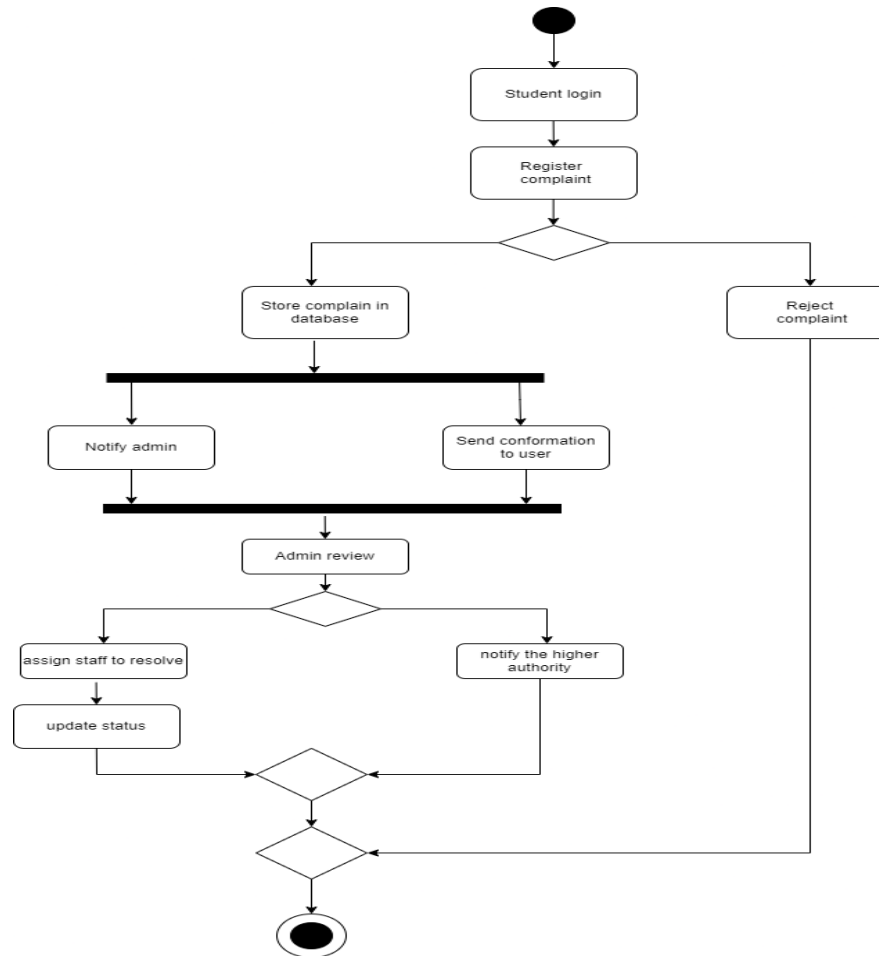 Student login
Register
complaint
Store complain in
database
Reject
complaint
Notify admin
Send conformation
to user
Admin review
assign staff to resolve
notify the higher
authority
update status